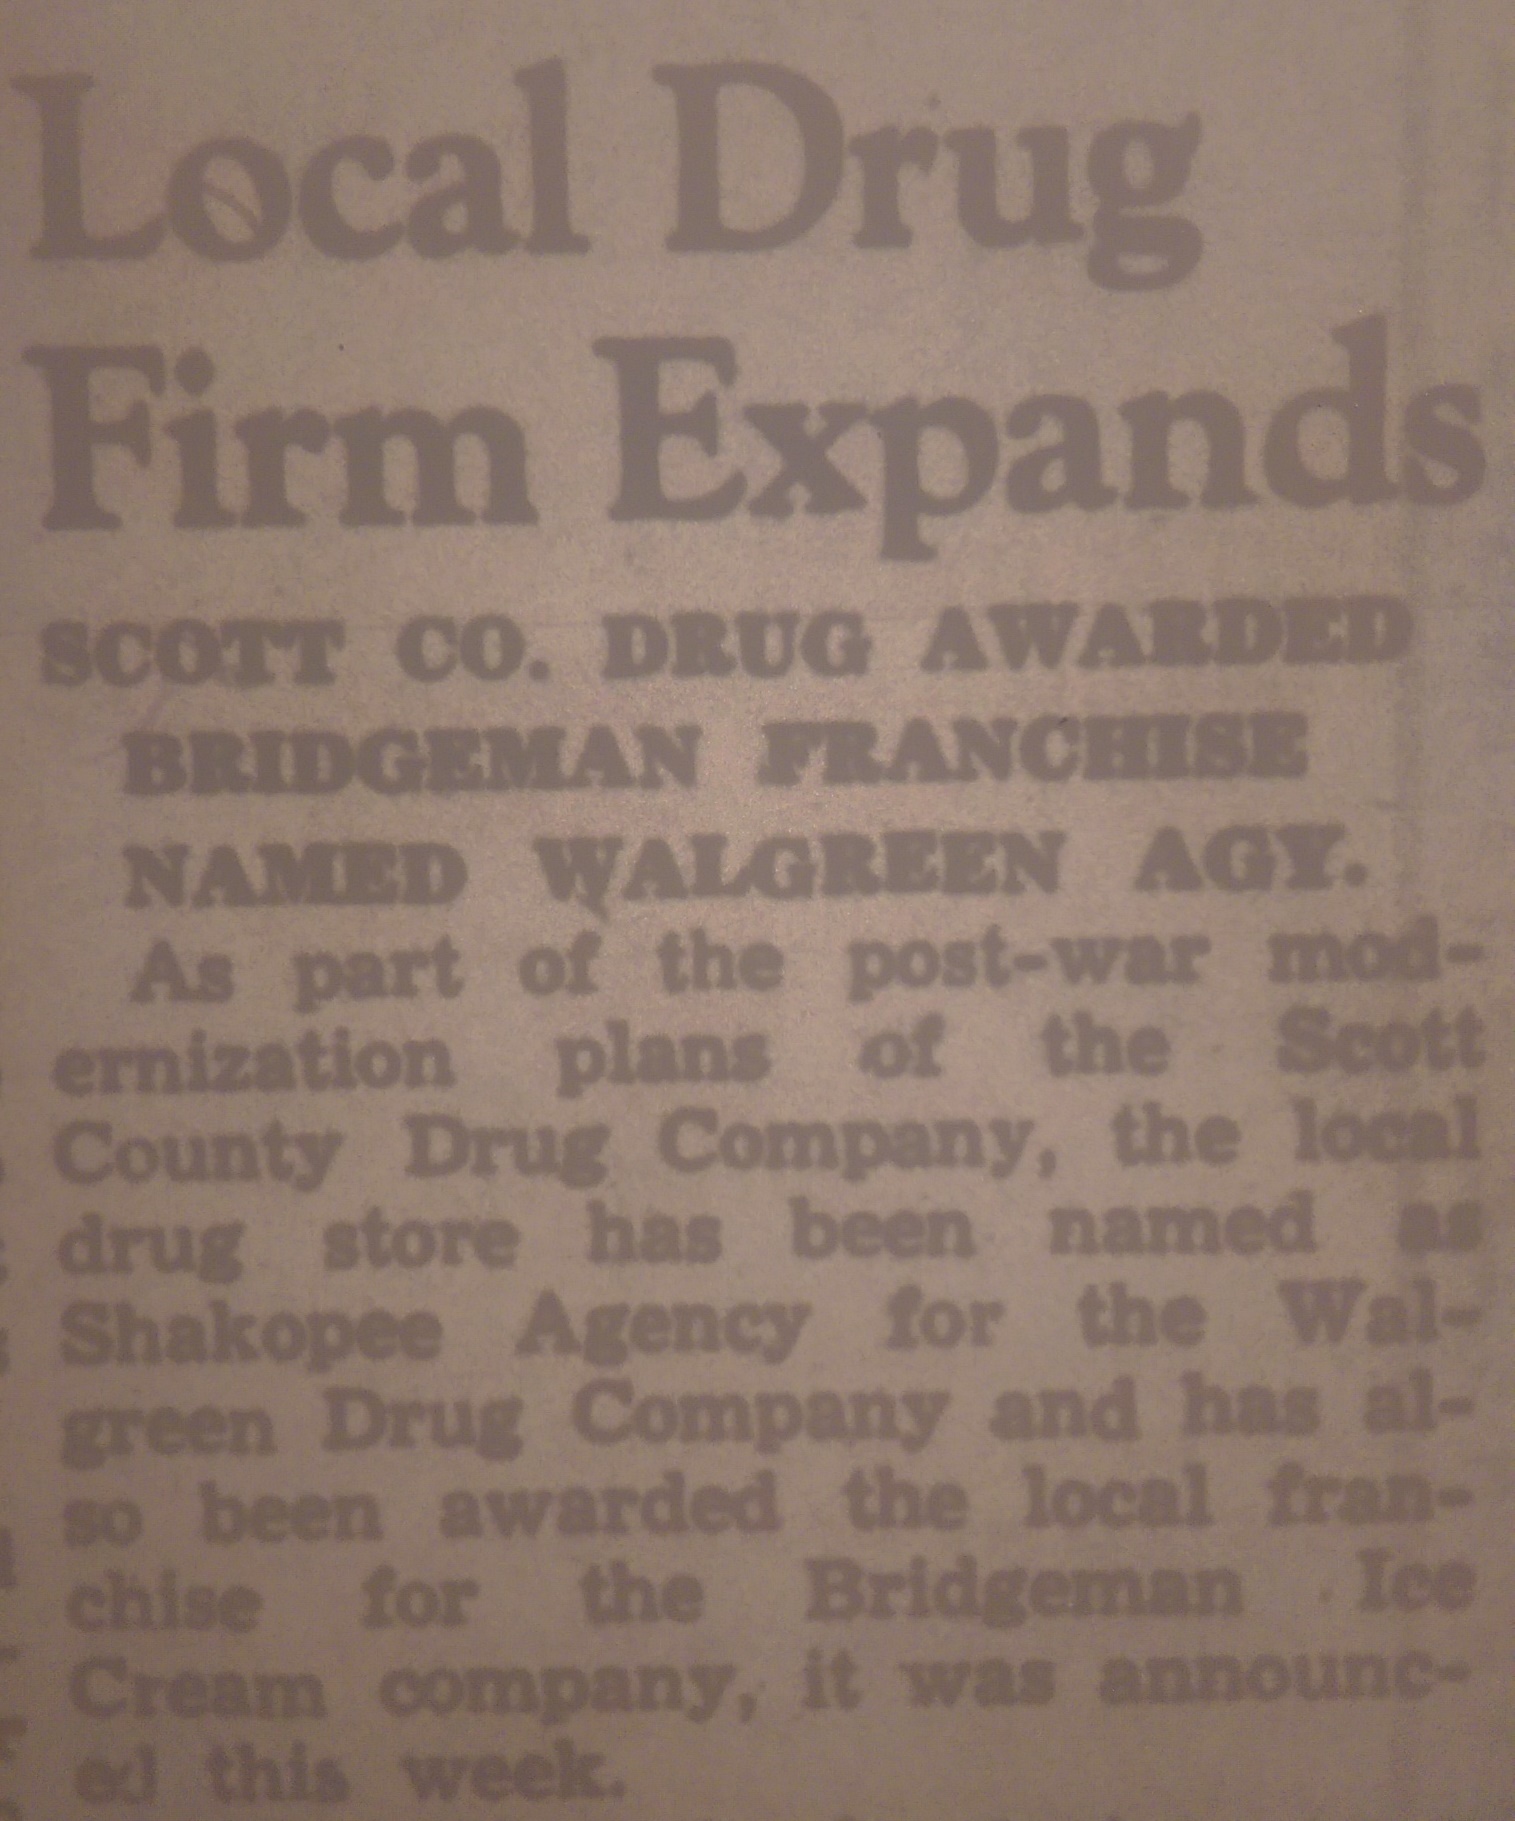 Local Drug
Firm Expands
SCOTT CO. DRUG AWARDED
BRIDGEMAN FRANCHISE
NAMED WALGREEN AGY.
As part of the post-war mod-
ernization plans of the Scott
County Drug Company, the local
drug store has been named as
Shakopee Agency for the Wal-
green Drug Company and has al-
so been awarded the local fran-
chise for the Bridgeman Ice
Cream company, it was announc-
ed this week.